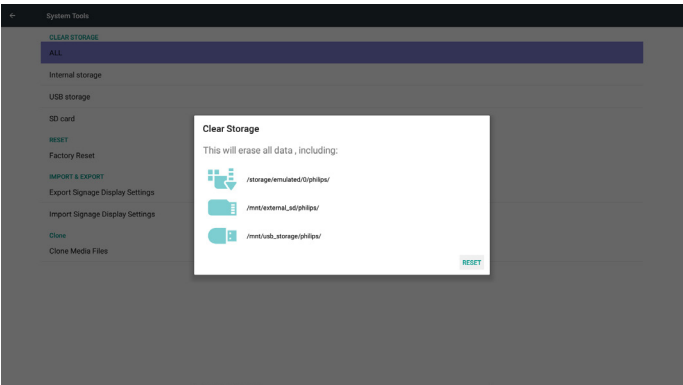 System Tools
CLEAR STORAGE
ALL
Internal storage
USB storage
SD card
RESET
Factory Reset
IMPORT & EXPORT
Export Signage Display Settings
Import Signage Display Settings
Clone
Clone Media Files
Clear Storage
This will erase all data , including:
/storage/emulated/0/philips/
/mnt/external_sd/philips/
/mnt/usb_storage/philips/
RESET